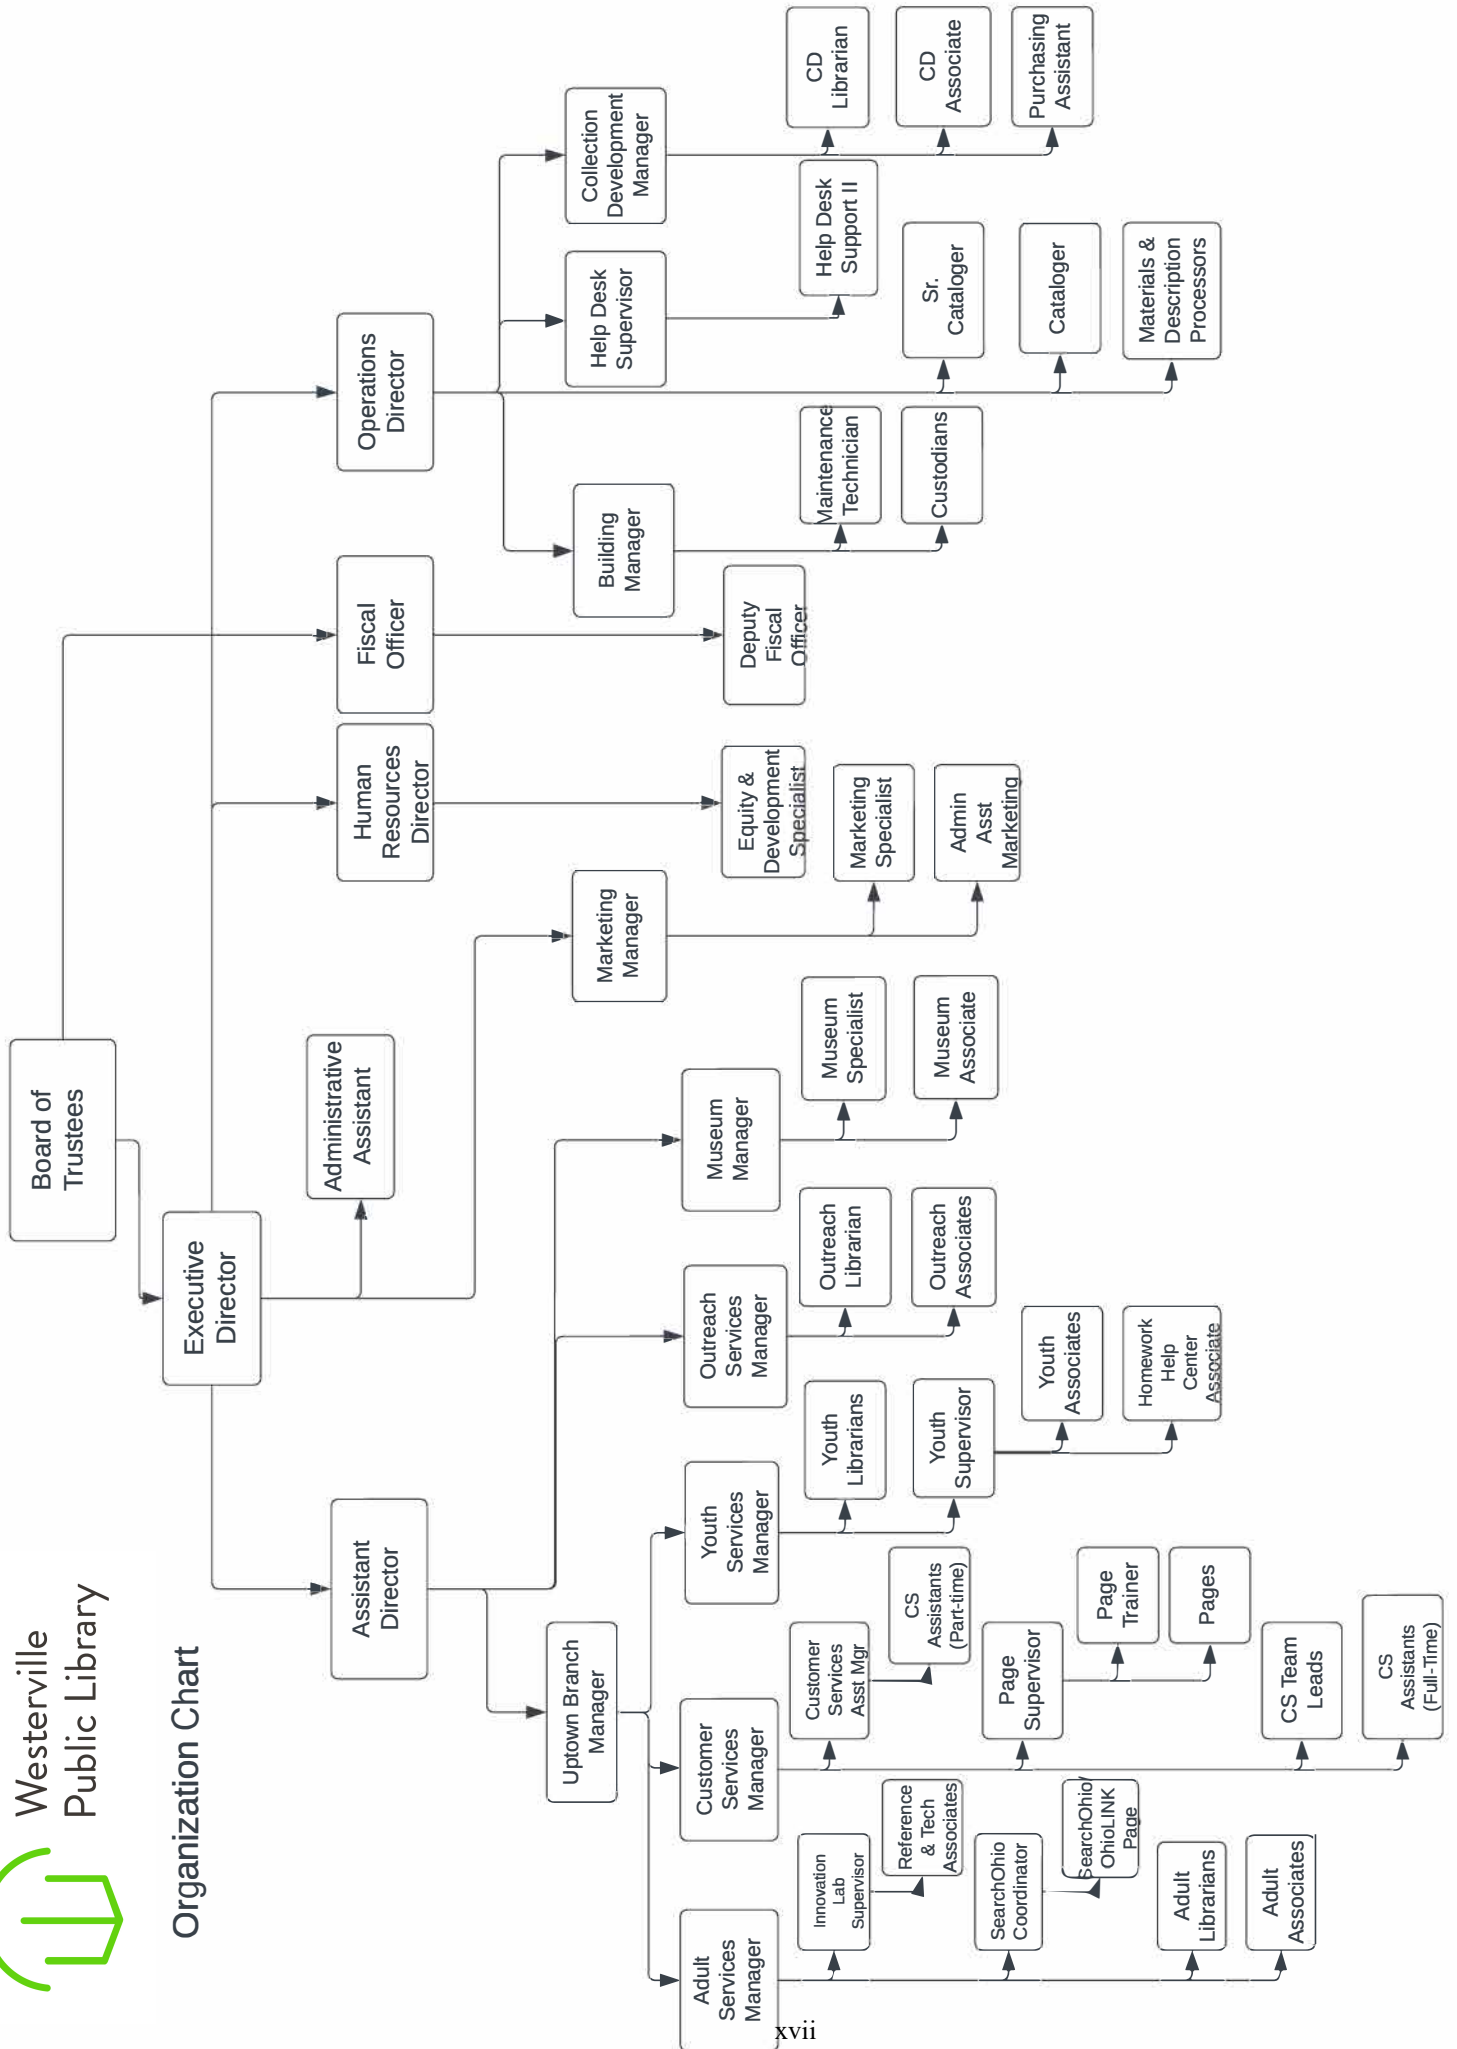 Westerville
Public Library
Organization Chart
Board of
Trustees
Executive
Director
Administrative
Assistant
Assistant
Director
Human
Resources
Director
Fiscal
Officer
Operations
Director
Uptown Branch
Manager
Marketing
Manager
Building
Manager
Help Desk
Supervisor
Collection
Development
Manager
Adult
Services
Manager
Customer
Services
Manager
Youth
Services
Manager
Outreach
Services
Manager
Museum
Manager
Equity &
Development
Specialist
Deputy
Fiscal
Officer
Innovation
Lab
Supervisor
Reference
& Tech
Associates
SearchOhio
Coordinator
SearchOhio/
OhioLINK
Page
Adult
Librarians
Adult
Associates
Customer
Services
Asst Mgr
CS
Assistants
(Part-time)
Page
Supervisor
Page
Trainer
Pages
CS Team
Leads
CS
Assistants
(Full-Time)
Youth
Librarians
Youth
Supervisor
Youth
Associates
Homework
Help
Center
Associate
Outreach
Librarian
Outreach
Associates
Museum
Specialist
Museum
Associate
Marketing
Specialist
Admin
Asst
Marketing
Maintenance
Technician
Custodians
Help Desk
Support II
Sr.
Cataloger
Cataloger
Materials &
Description
Processors
CD
Librarian
CD
Associate
Purchasing
Assistant
xvii